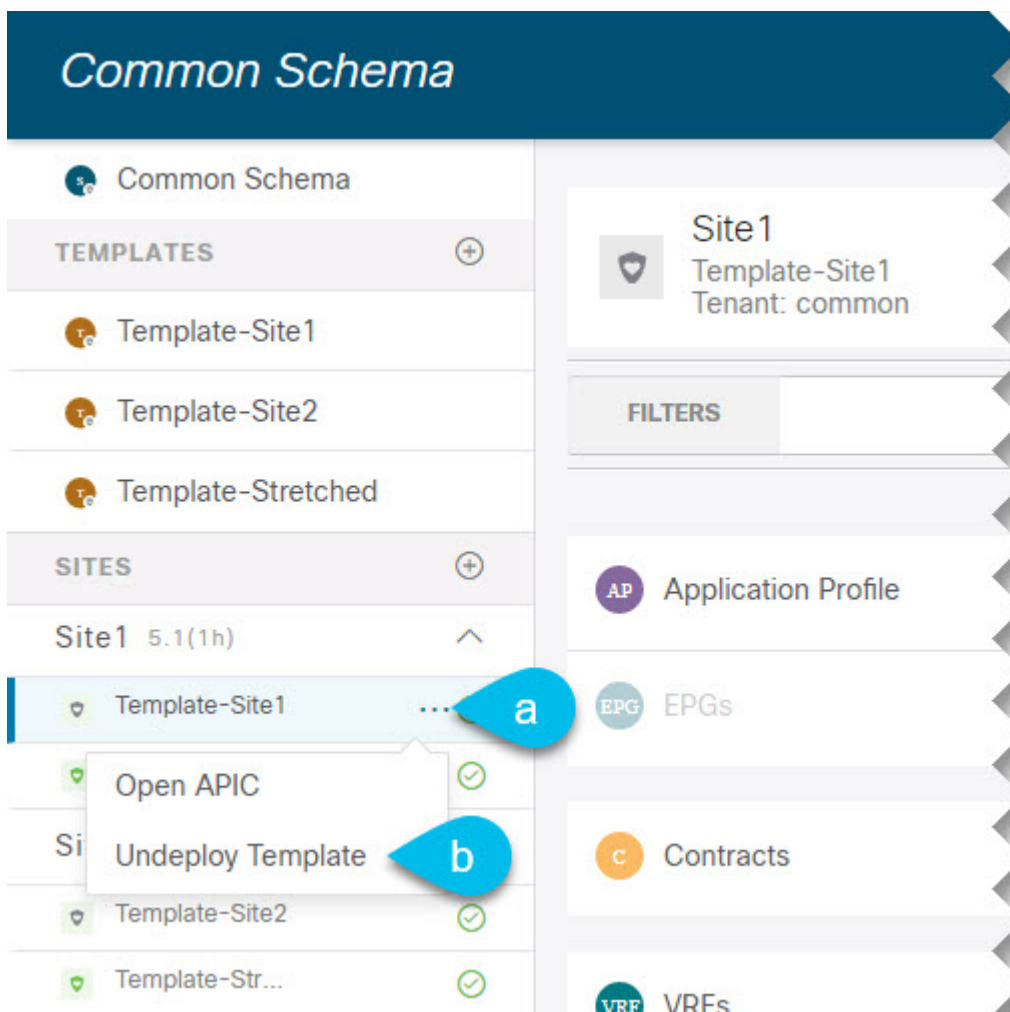 Common Schema
Common Schema
TEMPLATES
Template-Site1
Template-Site2
Template-Stretched
SITES
Site1 5.1(1h)
Template-Site1 ... a
Open APIC
Si
Undeploy Template b
Template-Site2
Template-Str...
Site1
Template-Site1
Tenant: common
FILTERS
AP Application Profile
EPG EPGs
C Contracts
VRF VRFs